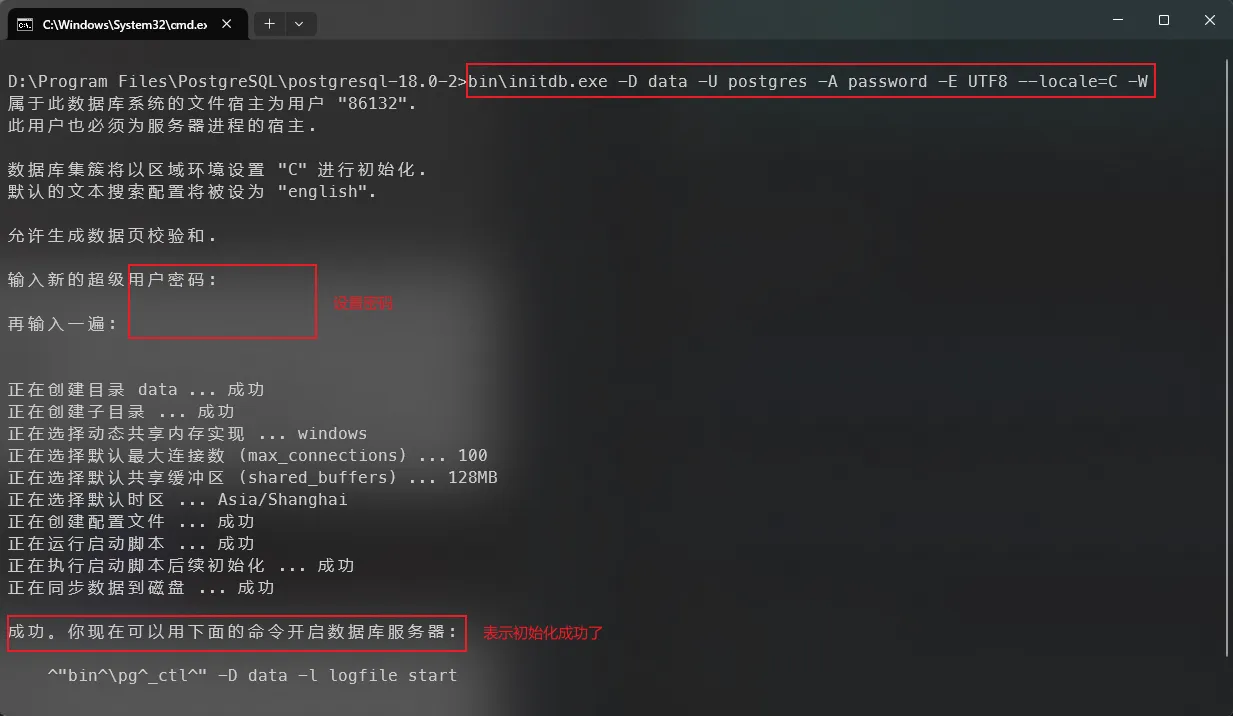 C:\Windows\System32\cmd.ex
D:\Program Files\PostgreSQL\postgresql-18.0-2>bin\initdb.exe -D data -U postgres -A password -E UTF8 --locale=C -W
属于此数据库系统的文件宿主为用户 "86132".
此用户也必须为服务器进程的宿主.
数据库集簇将以区域环境设置 "C" 进行初始化.
默认的文本搜索配置将被设为 "english".
允许生成数据页校验和.
输入新的超级用户密码:
设置密码
再输入一遍:
正在创建目录 data ... 成功
正在创建子目录 ... 成功
正在选择动态共享内存实现 ... windows
正在选择默认最大连接数 (max_connections) ... 100
正在选择默认共享缓冲区 (shared_buffers) ... 128MB
正在选择默认时区 ... Asia/Shanghai
正在创建配置文件 ... 成功
正在运行启动脚本 ... 成功
正在执行启动脚本后续初始化 ... 成功
正在同步数据到磁盘 ... 成功
成功。你现在可以用下面的命令开启数据库服务器: 表示初始化成功了
^"bin^\pg^_ctl^" -D data -l logfile start